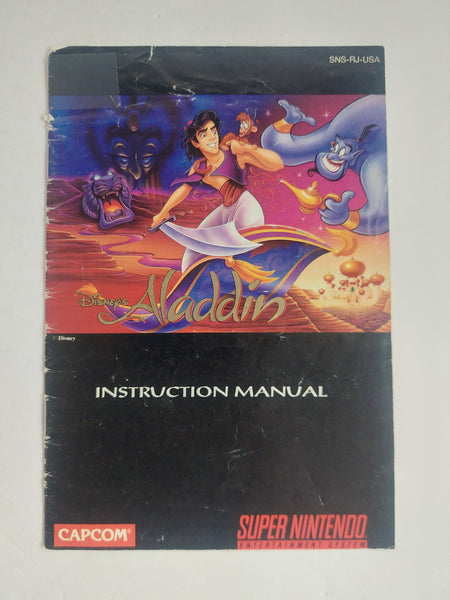 SNS-RJ-USA
DISNEY'S Aladdin
© Disney
INSTRUCTION MANUAL
CAPCOM®
SUPER NINTENDO
ENTERTAINMENT SYSTEM